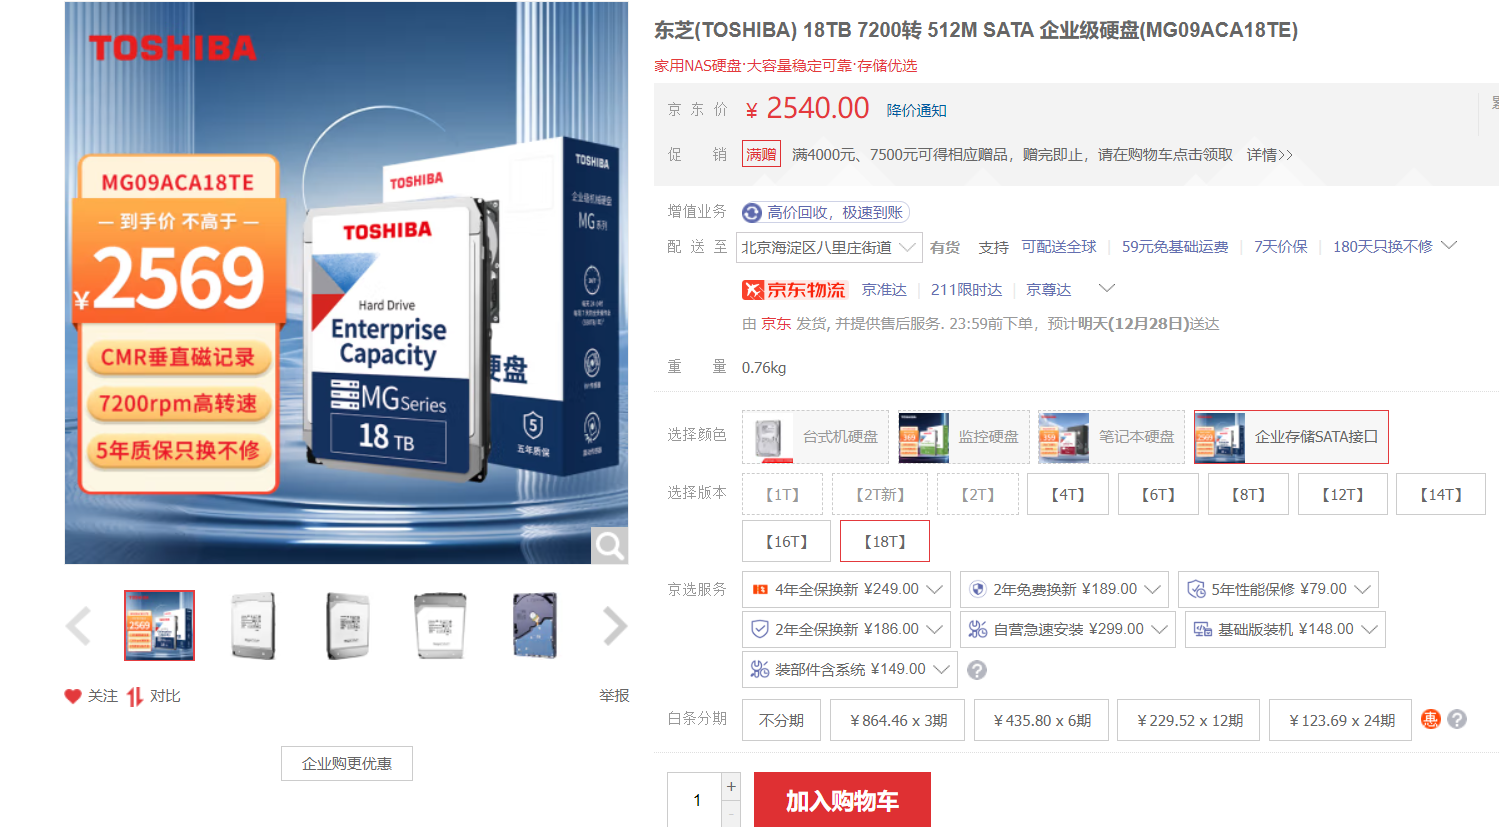 TOSHIBA
MG09ACA18TE
到手价 不高于
¥2569
CMR垂直磁记录
7200rpm高转速
5年质保只换不修
TOSHIBA
TOSHIBA
企业级机械硬盘
MG系列
TOSHIBA
Hard Drive
Enterprise
Capacity
MG Series
18 TB
硬盘
五年质保
关注
对比
举报
企业购更优惠
东芝(TOSHIBA) 18TB 7200转 512M SATA 企业级硬盘(MG09ACA18TE)
家用NAS硬盘·大容量稳定可靠·存储优选
京东价 ¥ 2540.00 降价通知
促销 满赠 满4000元、7500元可得相应赠品，赠完即止，请在购物车点击领取 详情>>
增值业务 高价回收，极速到账
配送至 北京海淀区八里庄街道 有货 支持 可配送全球 59元免基础运费 7天价保 180天只换不修
京东物流 京准达 211限时达 京尊达
由 京东 发货, 并提供售后服务. 23:59前下单，预计明天(12月28日)送达
重量 0.76kg
选择颜色 台式机硬盘 监控硬盘 笔记本硬盘 企业存储SATA接口
选择版本 【1T】 【2T新】 【2T】 【4T】 【6T】 【8T】 【12T】 【14T】
【16T】 【18T】
京选服务 4年全保换新 ¥249.00 2年免费换新 ¥189.00 5年性能保修 ¥79.00
2年全保换新 ¥186.00 自营急速安装 ¥299.00 基础版装机 ¥148.00
装部件含系统 ¥149.00 ?
白条分期 不分期 ¥864.46 x 3期 ¥435.80 x 6期 ¥229.52 x 12期 ¥123.69 x 24期 惠 ?
1 + -
加入购物车